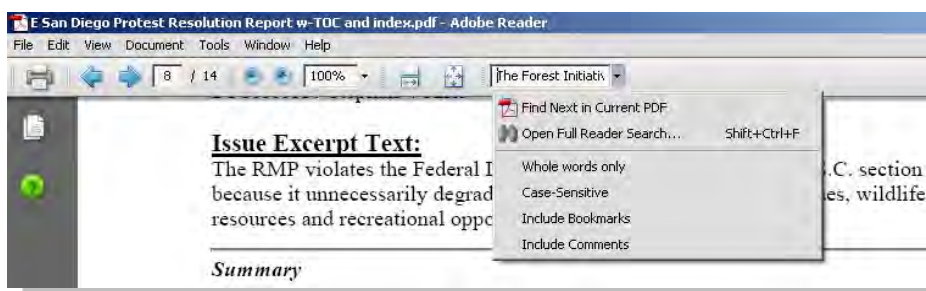 E San Diego Protest Resolution Report w-TOC and index.pdf - Adobe Reader
File Edit View Document Tools Window Help
8 / 14 100% The Forest Initiativ
Find Next in Current PDF
Issue Excerpt Text: Open Full Reader Search... Shift+Ctrl+F
The RMP violates the Federal Whole words only .C. section
because it unnecessarily degrad Case-Sensitive es, wildlife
resources and recreational oppo Include Bookmarks
Include Comments
Summary